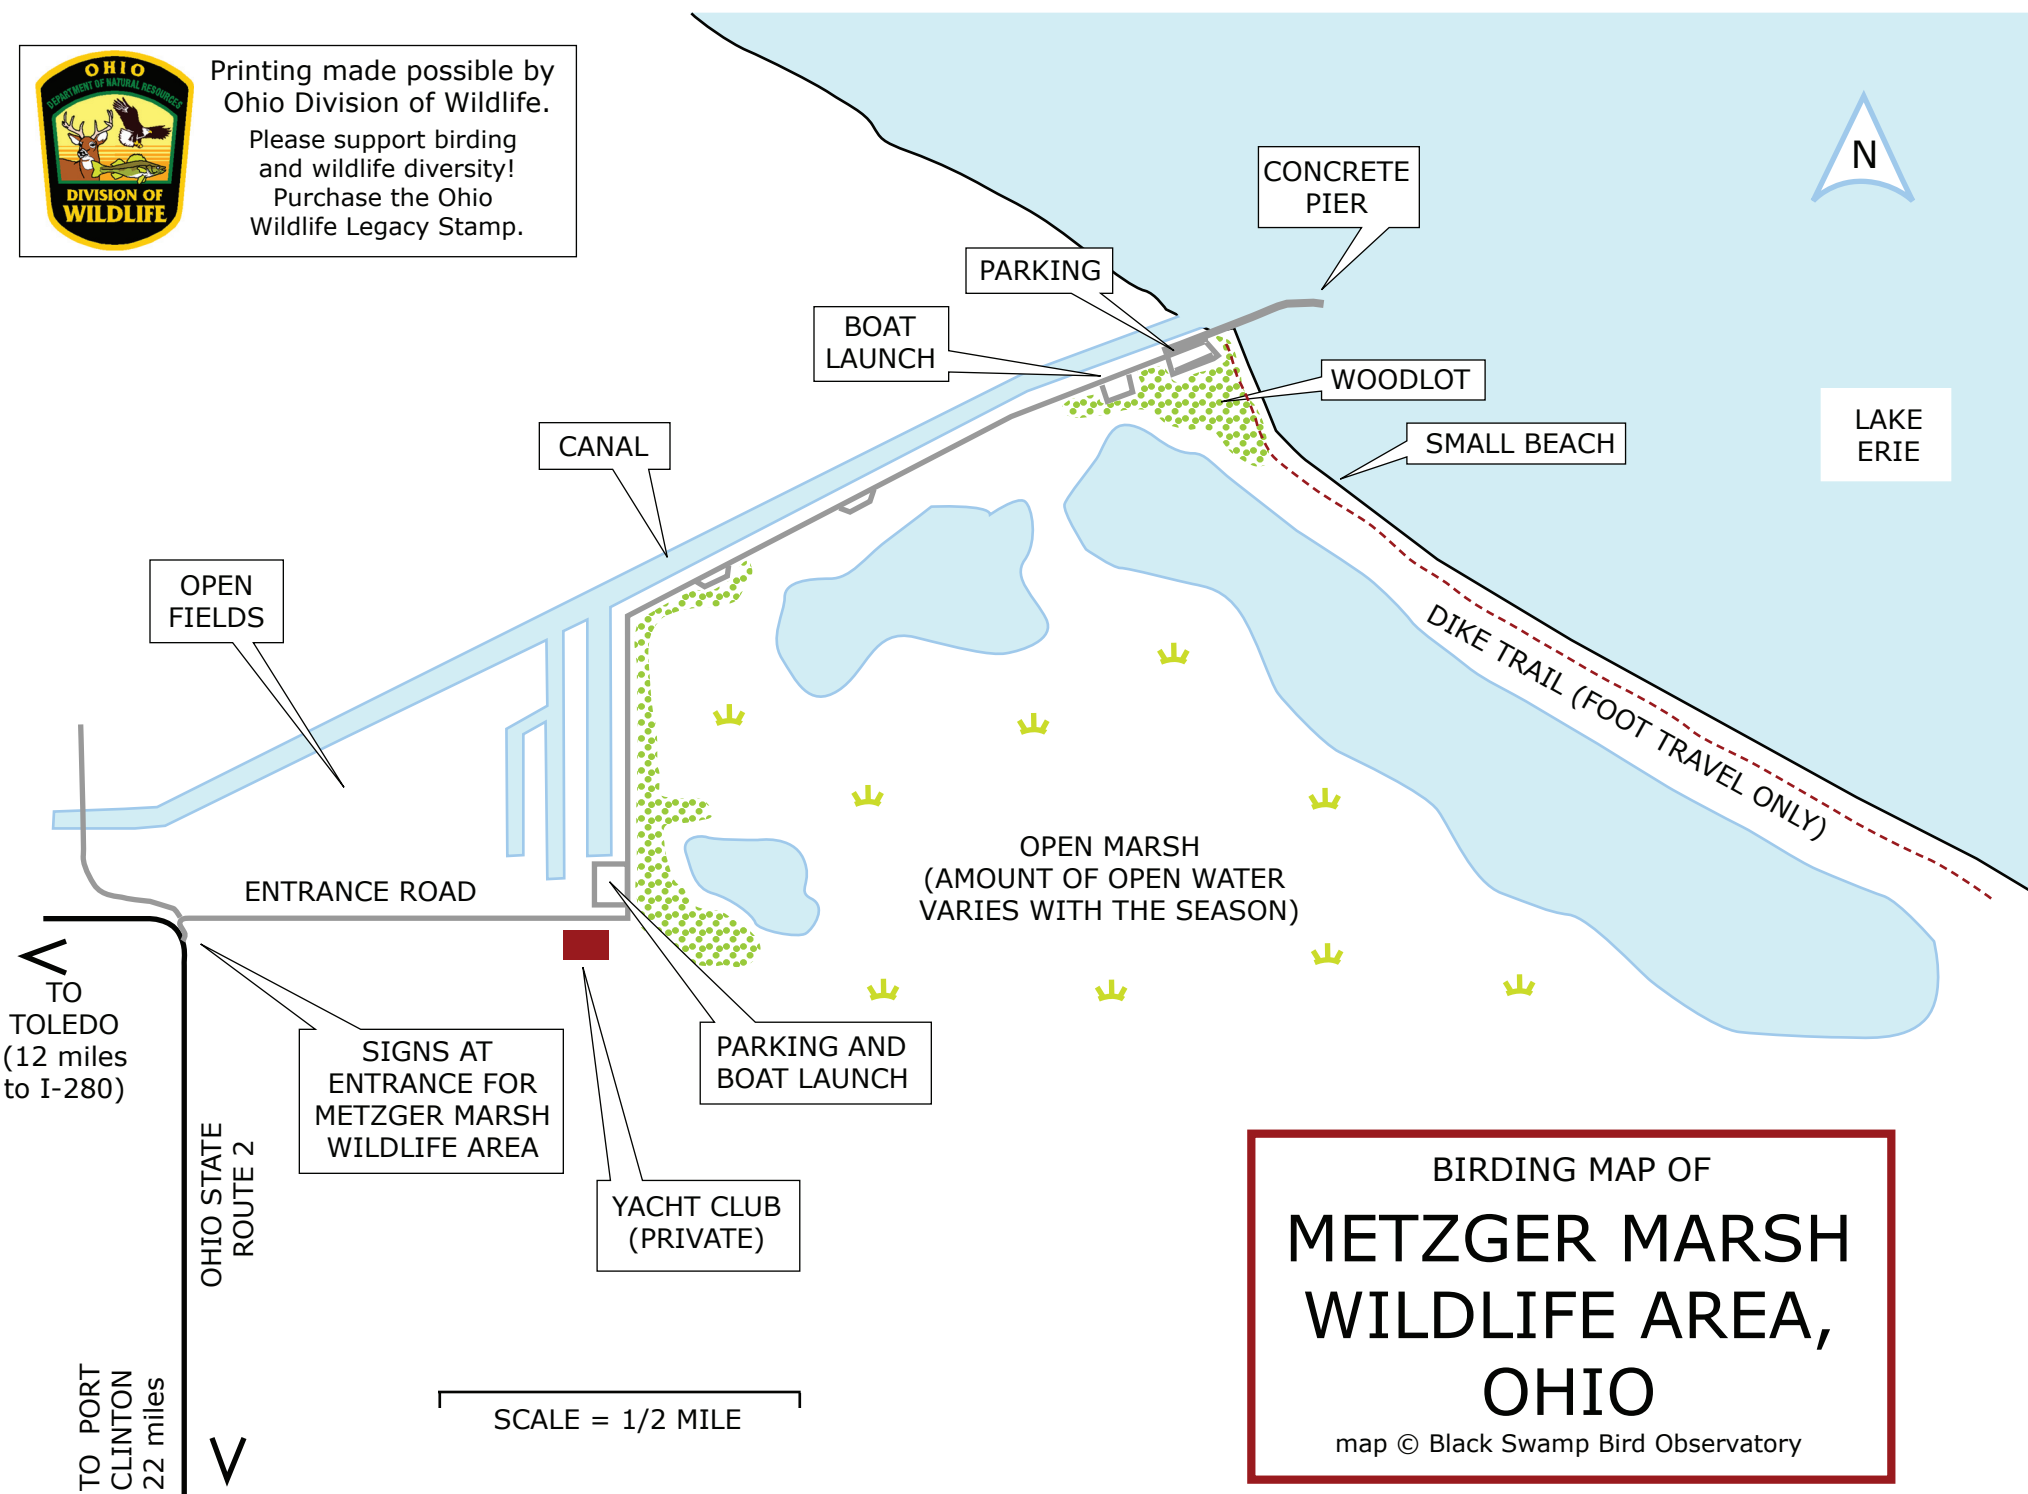 OHIO
DEPARTMENT OF NATURAL RESOURCES
DIVISION OF
WILDLIFE
Printing made possible by
Ohio Division of Wildlife.
Please support birding
and wildlife diversity!
Purchase the Ohio
Wildlife Legacy Stamp.
N
CONCRETE
PIER
PARKING
BOAT
LAUNCH
WOODLOT
LAKE
ERIE
SMALL BEACH
CANAL
OPEN
FIELDS
DIKE TRAIL (FOOT TRAVEL ONLY)
OPEN MARSH
(AMOUNT OF OPEN WATER
VARIES WITH THE SEASON)
ENTRANCE ROAD
TO
TOLEDO
(12 miles
to I-280)
SIGNS AT
ENTRANCE FOR
METZGER MARSH
WILDLIFE AREA
PARKING AND
BOAT LAUNCH
YACHT CLUB
(PRIVATE)
OHIO STATE
ROUTE 2
TO PORT
CLINTON
22 miles
SCALE = 1/2 MILE
BIRDING MAP OF
METZGER MARSH
WILDLIFE AREA,
OHIO
map © Black Swamp Bird Observatory